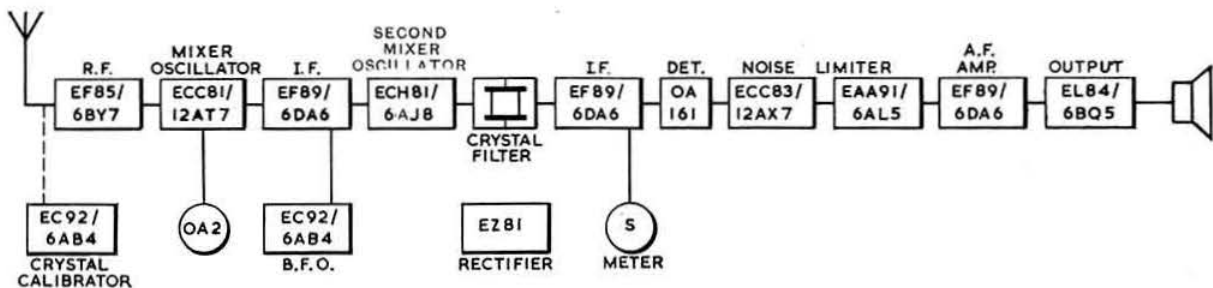 R.F.
EF85/
6BY7
MIXER
OSCILLATOR
ECC81/
12AT7
I.F.
EF89/
6DA6
SECOND
MIXER
OSCILLATOR
ECH81/
6AJ8
CRYSTAL
FILTER
I.F.
EF89/
6DA6
DET.
OA
161
NOISE LIMITER
ECC83/
12AX7
EAA91/
6AL5
A.F.
AMP.
EF89/
6DA6
OUTPUT
EL84/
6BQ5
EC92/
6AB4
CRYSTAL
CALIBRATOR
OA2
EC92/
6AB4
B.F.O.
EZ81
RECTIFIER
S
METER